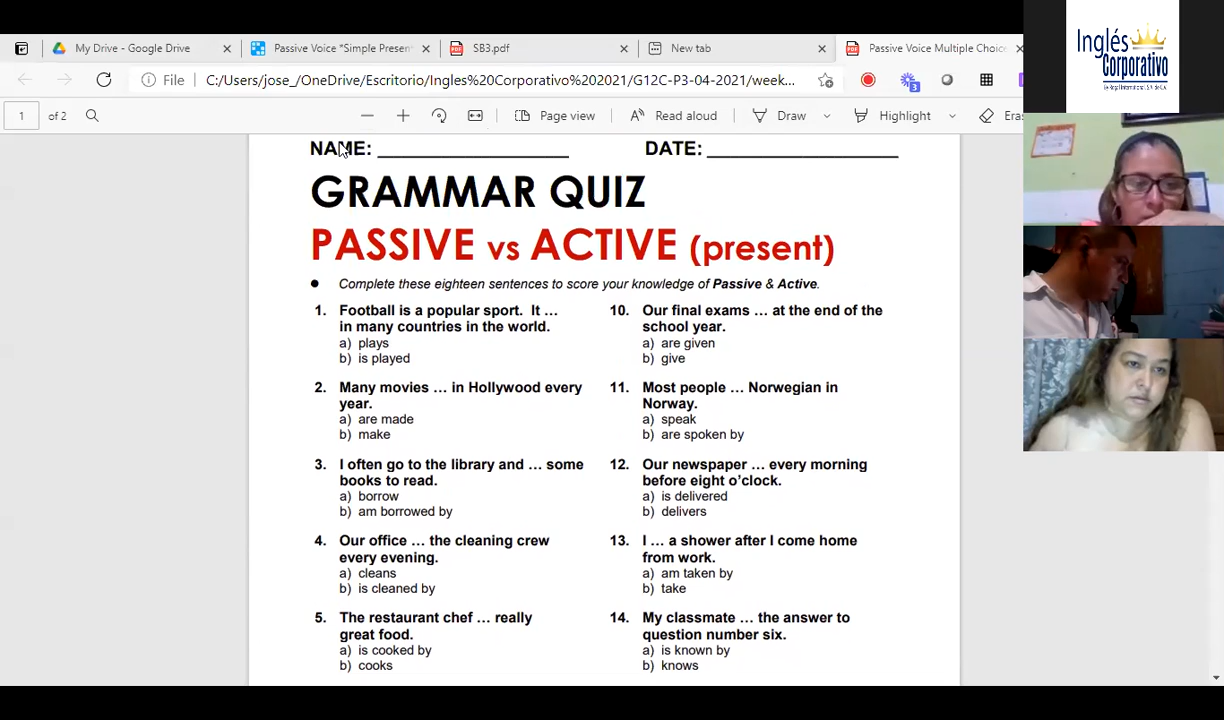 My Drive - Google Drive
Passive Voice "Simple Presen
SB3.pdf
New tab
Passive Voice Multiple Choice
File
C:/Users/jose_/OneDrive/Escritorio/Ingles%20Corporativo%202021/G12C-P3-04-2021/week...
3
1 of 2
Page view
Read aloud
Draw
Highlight
Eras
NAME: ____________________
DATE: ____________________
GRAMMAR QUIZ
PASSIVE vs ACTIVE (present)
● Complete these eighteen sentences to score your knowledge of Passive & Active.
1. Football is a popular sport. It …
in many countries in the world.
a) plays
b) is played
2. Many movies … in Hollywood every
year.
a) are made
b) make
3. I often go to the library and … some
books to read.
a) borrow
b) am borrowed by
4. Our office … the cleaning crew
every evening.
a) cleans
b) is cleaned by
5. The restaurant chef … really
great food.
a) is cooked by
b) cooks
10. Our final exams … at the end of the
school year.
a) are given
b) give
11. Most people … Norwegian in
Norway.
a) speak
b) are spoken by
12. Our newspaper … every morning
before eight o'clock.
a) is delivered
b) delivers
13. I … a shower after I come home
from work.
a) am taken by
b) take
14. My classmate … the answer to
question number six.
a) is known by
b) knows
Inglés
Corporativo